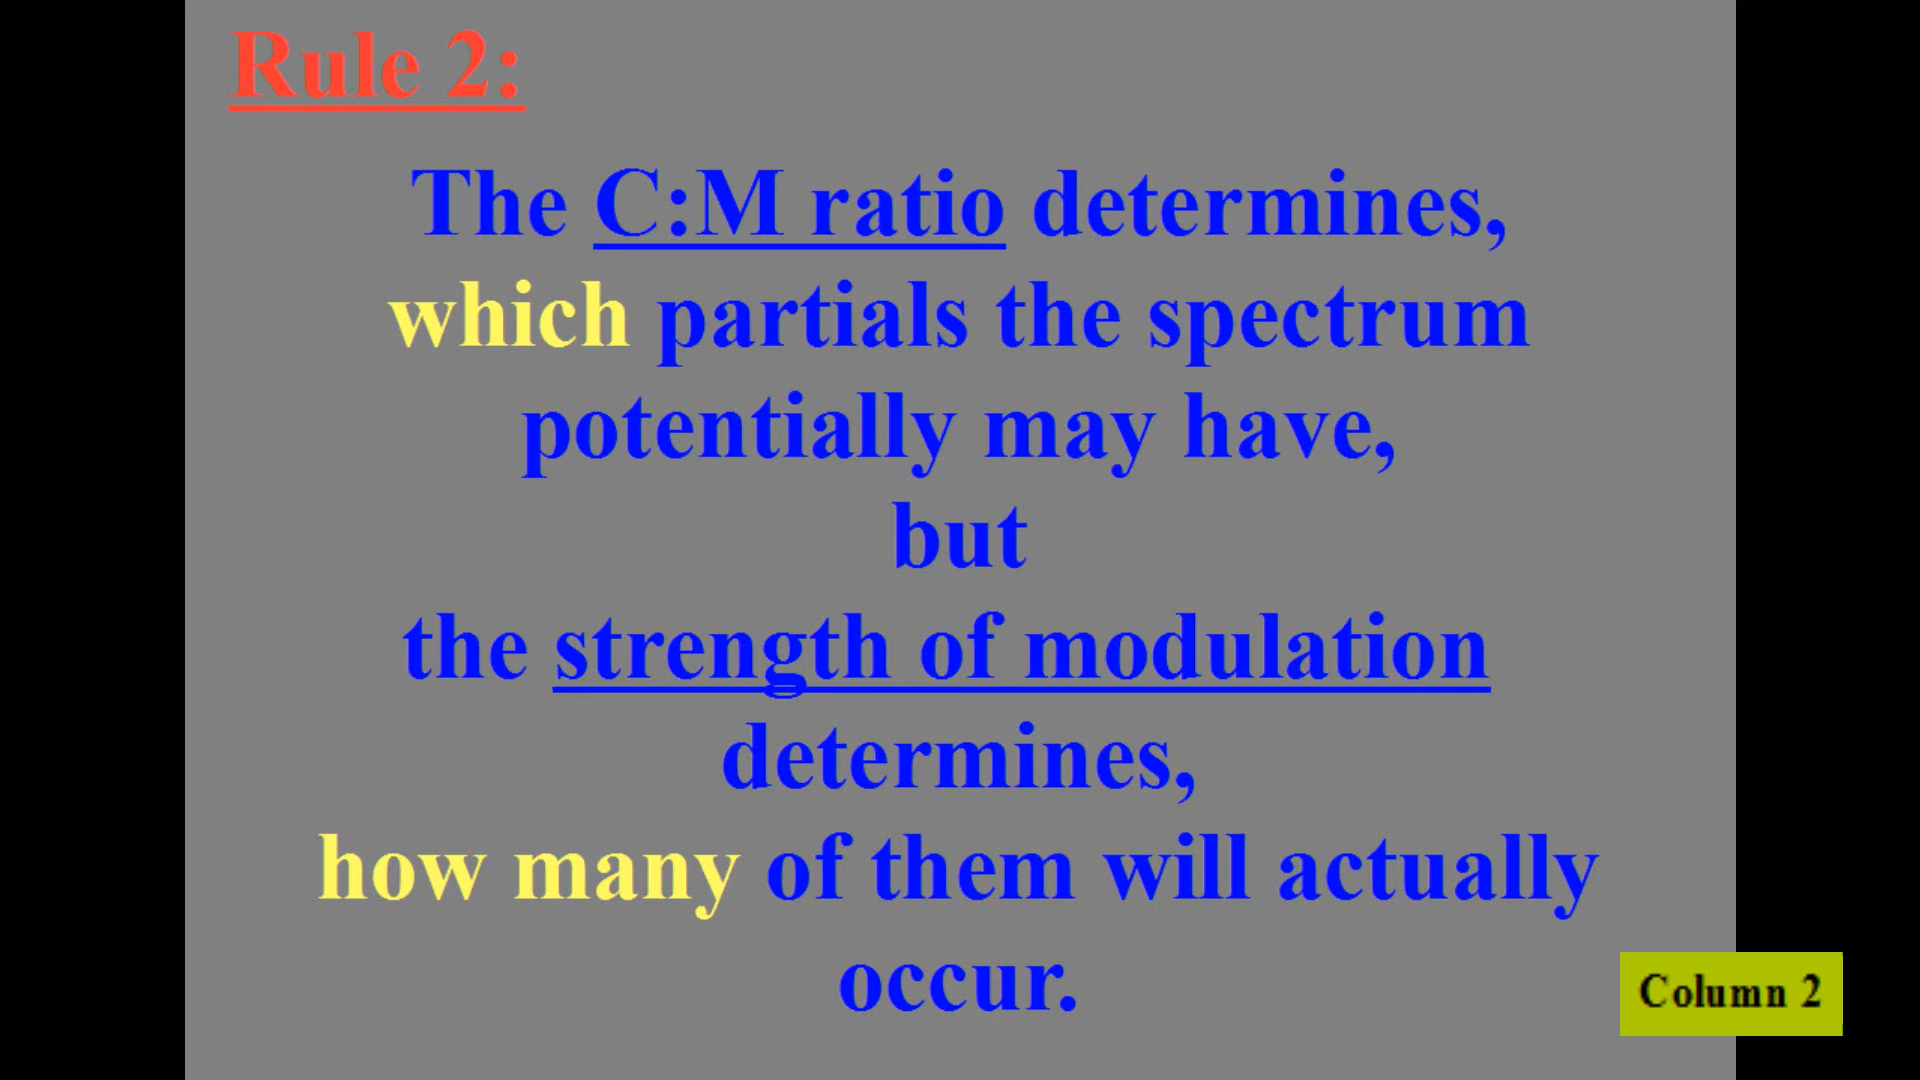 Rule 2:
The C:M ratio determines,
which partials the spectrum
potentially may have,
but
the strength of modulation
determines,
how many of them will actually
occur.
Column 2